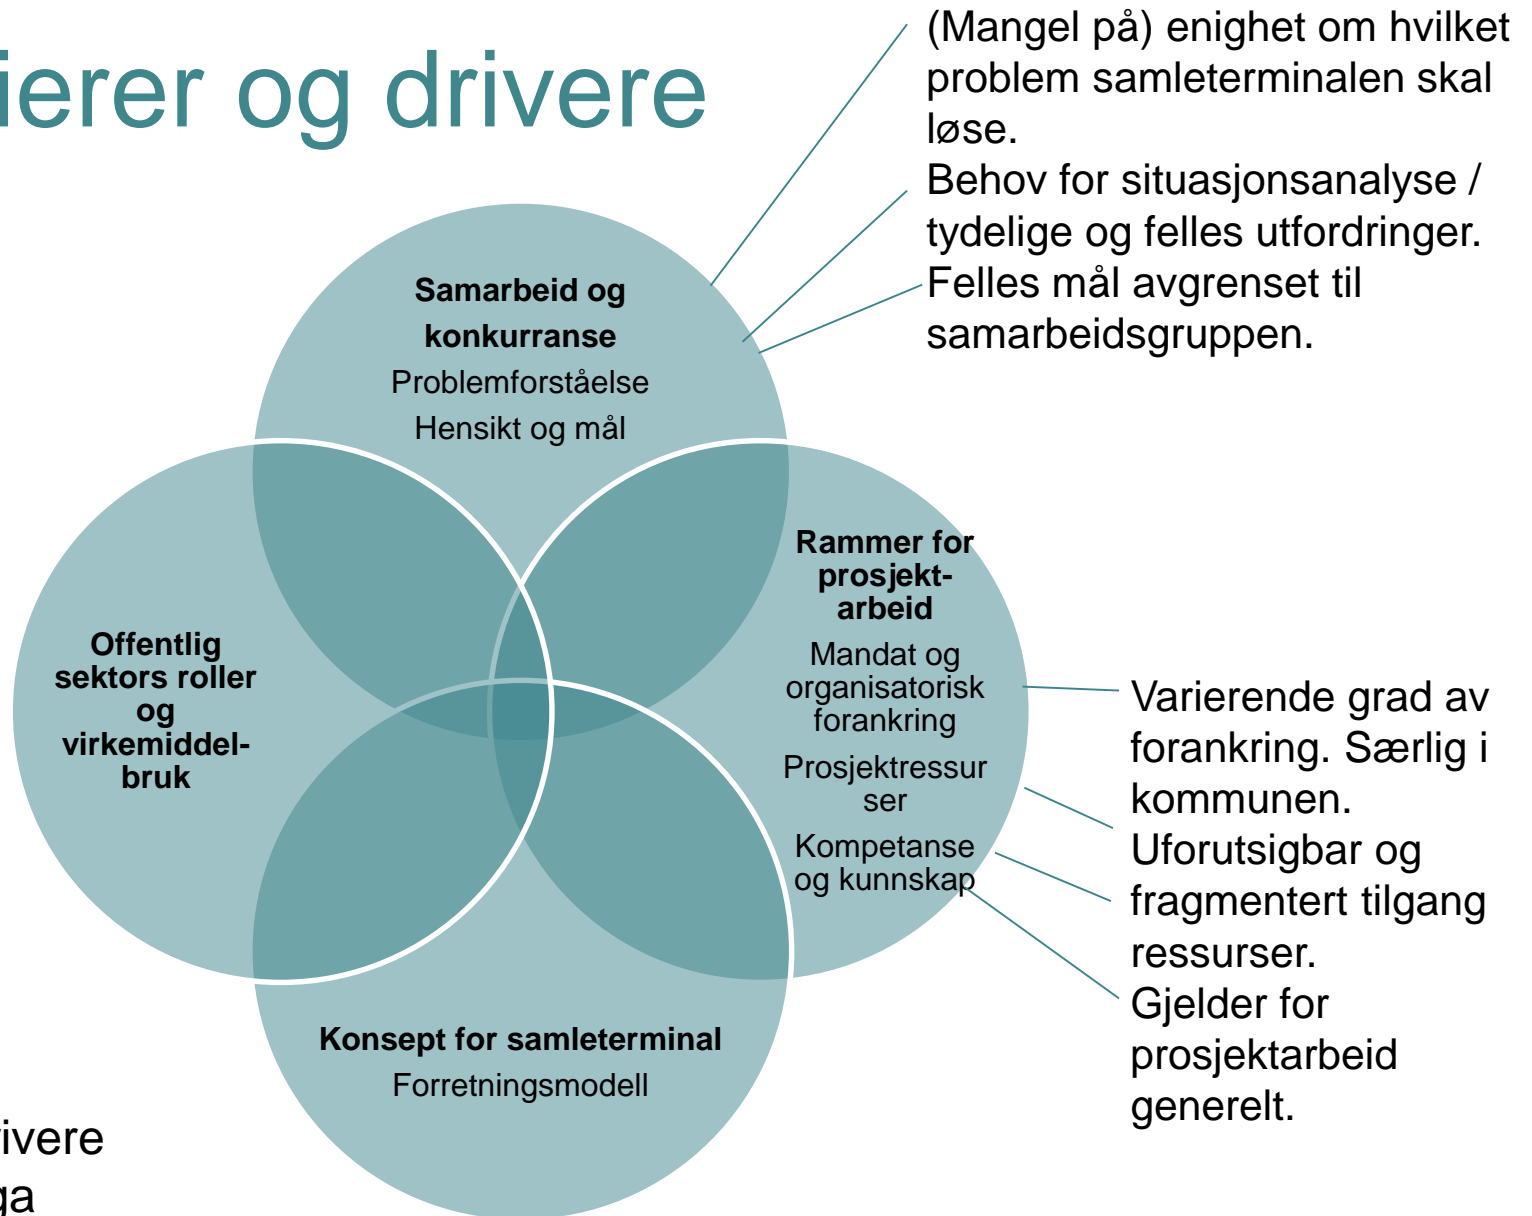 ierer og drivere
(Mangel på) enighet om hvilket
problem samleterminalen skal
løse.
Behov for situasjonsanalyse /
tydelige og felles utfordringer.
Felles mål avgrenset til
samarbeidsgruppen.
Samarbeid og
konkurranse
Problemforståelse
Hensikt og mål
Rammer for
prosjekt-
arbeid
Mandat og
organisatorisk
forankring
Prosjektressur
ser
Kompetanse
og kunnskap
Offentlig
sektors roller
og
virkemiddel-
bruk
Varierende grad av
forankring. Særlig i
kommunen.
Uforutsigbar og
fragmentert tilgang
ressurser.
Gjelder for
prosjektarbeid
generelt.
Konsept for samleterminal
Forretningsmodell
ivere
ga